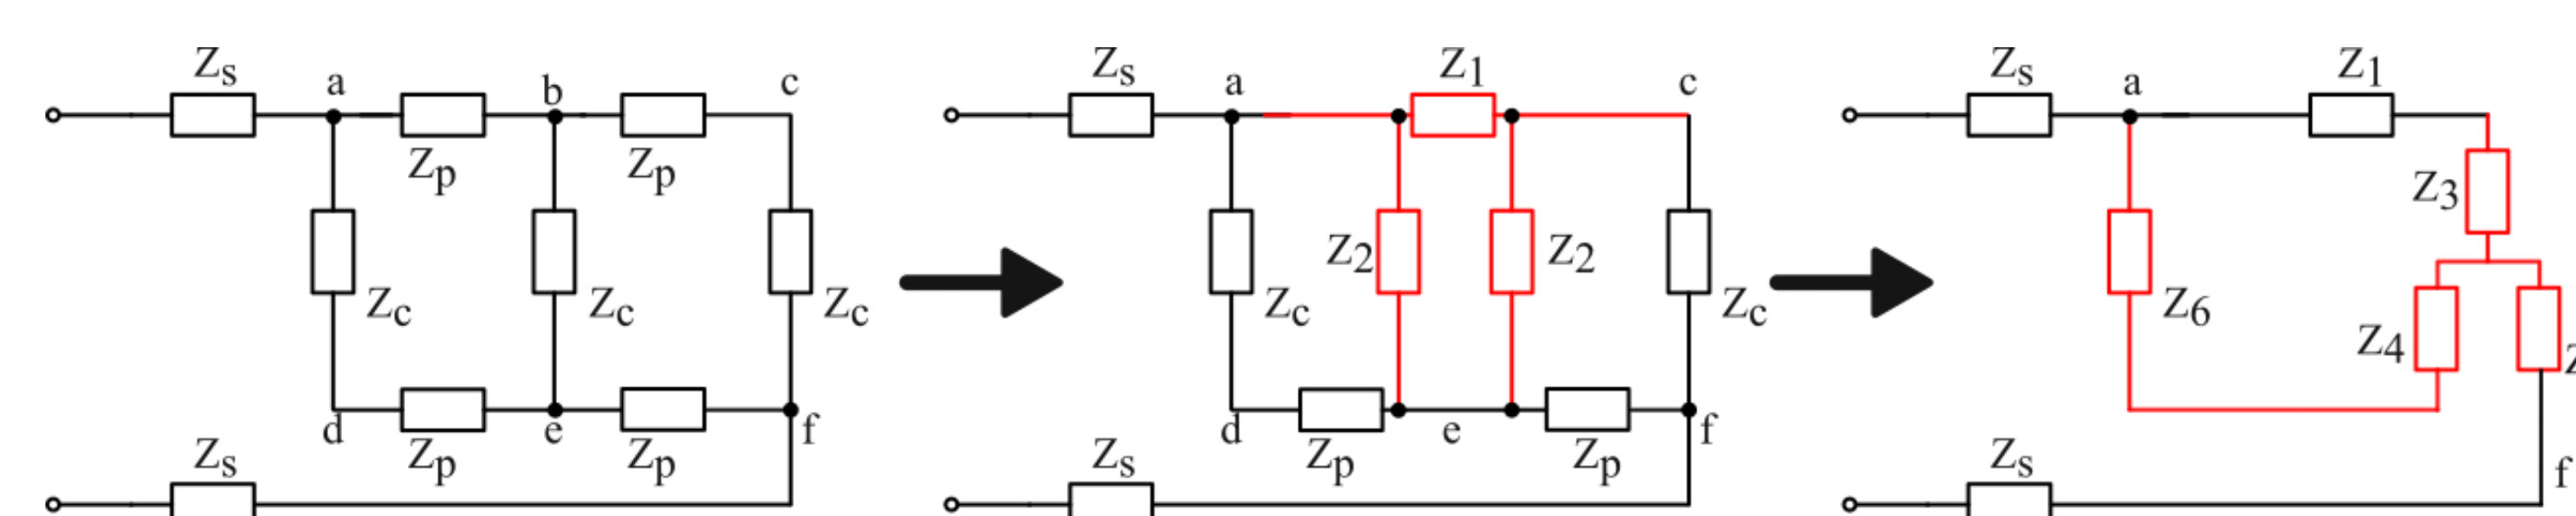 Zs a b c
Zp Zp
Zc Zc Zc
d e f
Zs Zp Zp
Zs a Z1 c
Z2 Z2
Zc Zc
d e f
Zs Zp Zp
Zs a Z1
Z3
Z6
Z4
Zs f